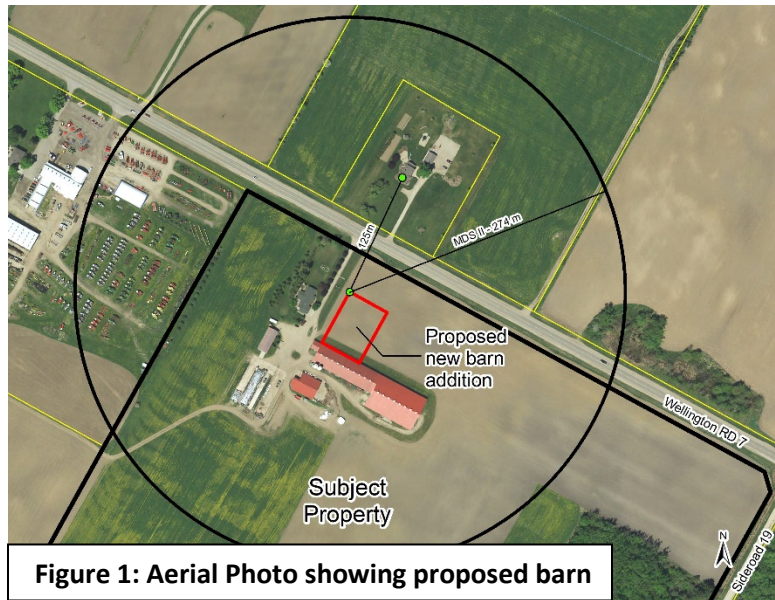 125m
MDS II - 274 m
Proposed
new barn
addition
Wellington RD 7
Subject
Property
Sideroad 19
N
Figure 1: Aerial Photo showing proposed barn